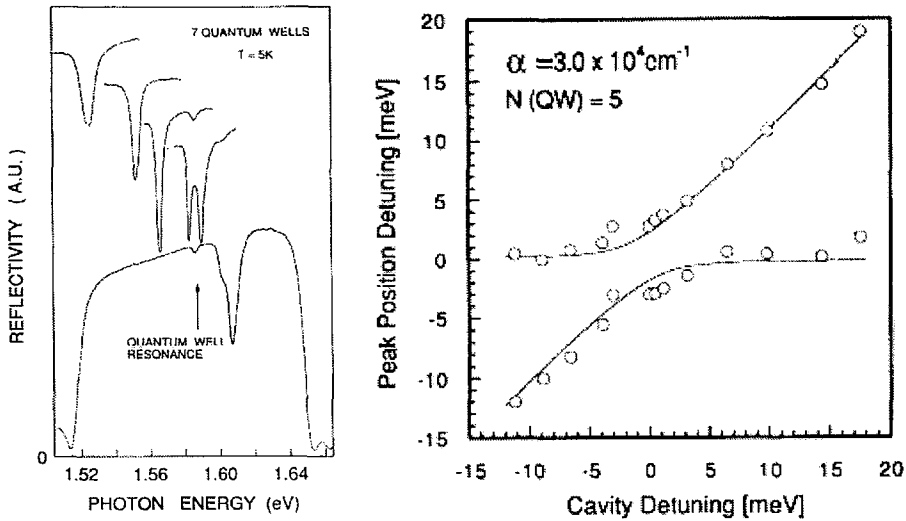 7 QUANTUM WELLS
T = 5K
REFLECTIVITY ( A.U.)
QUANTUM WELL
RESONANCE
0
1.52
1.56
1.60
1.64
PHOTON ENERGY (eV)
20
15
10
5
0
-5
-10
-15
Peak Position Detuning [meV]
α =3.0 x 10⁴cm⁻¹
N (QW) = 5
-15
-10
-5
0
5
10
15
20
Cavity Detuning [meV]